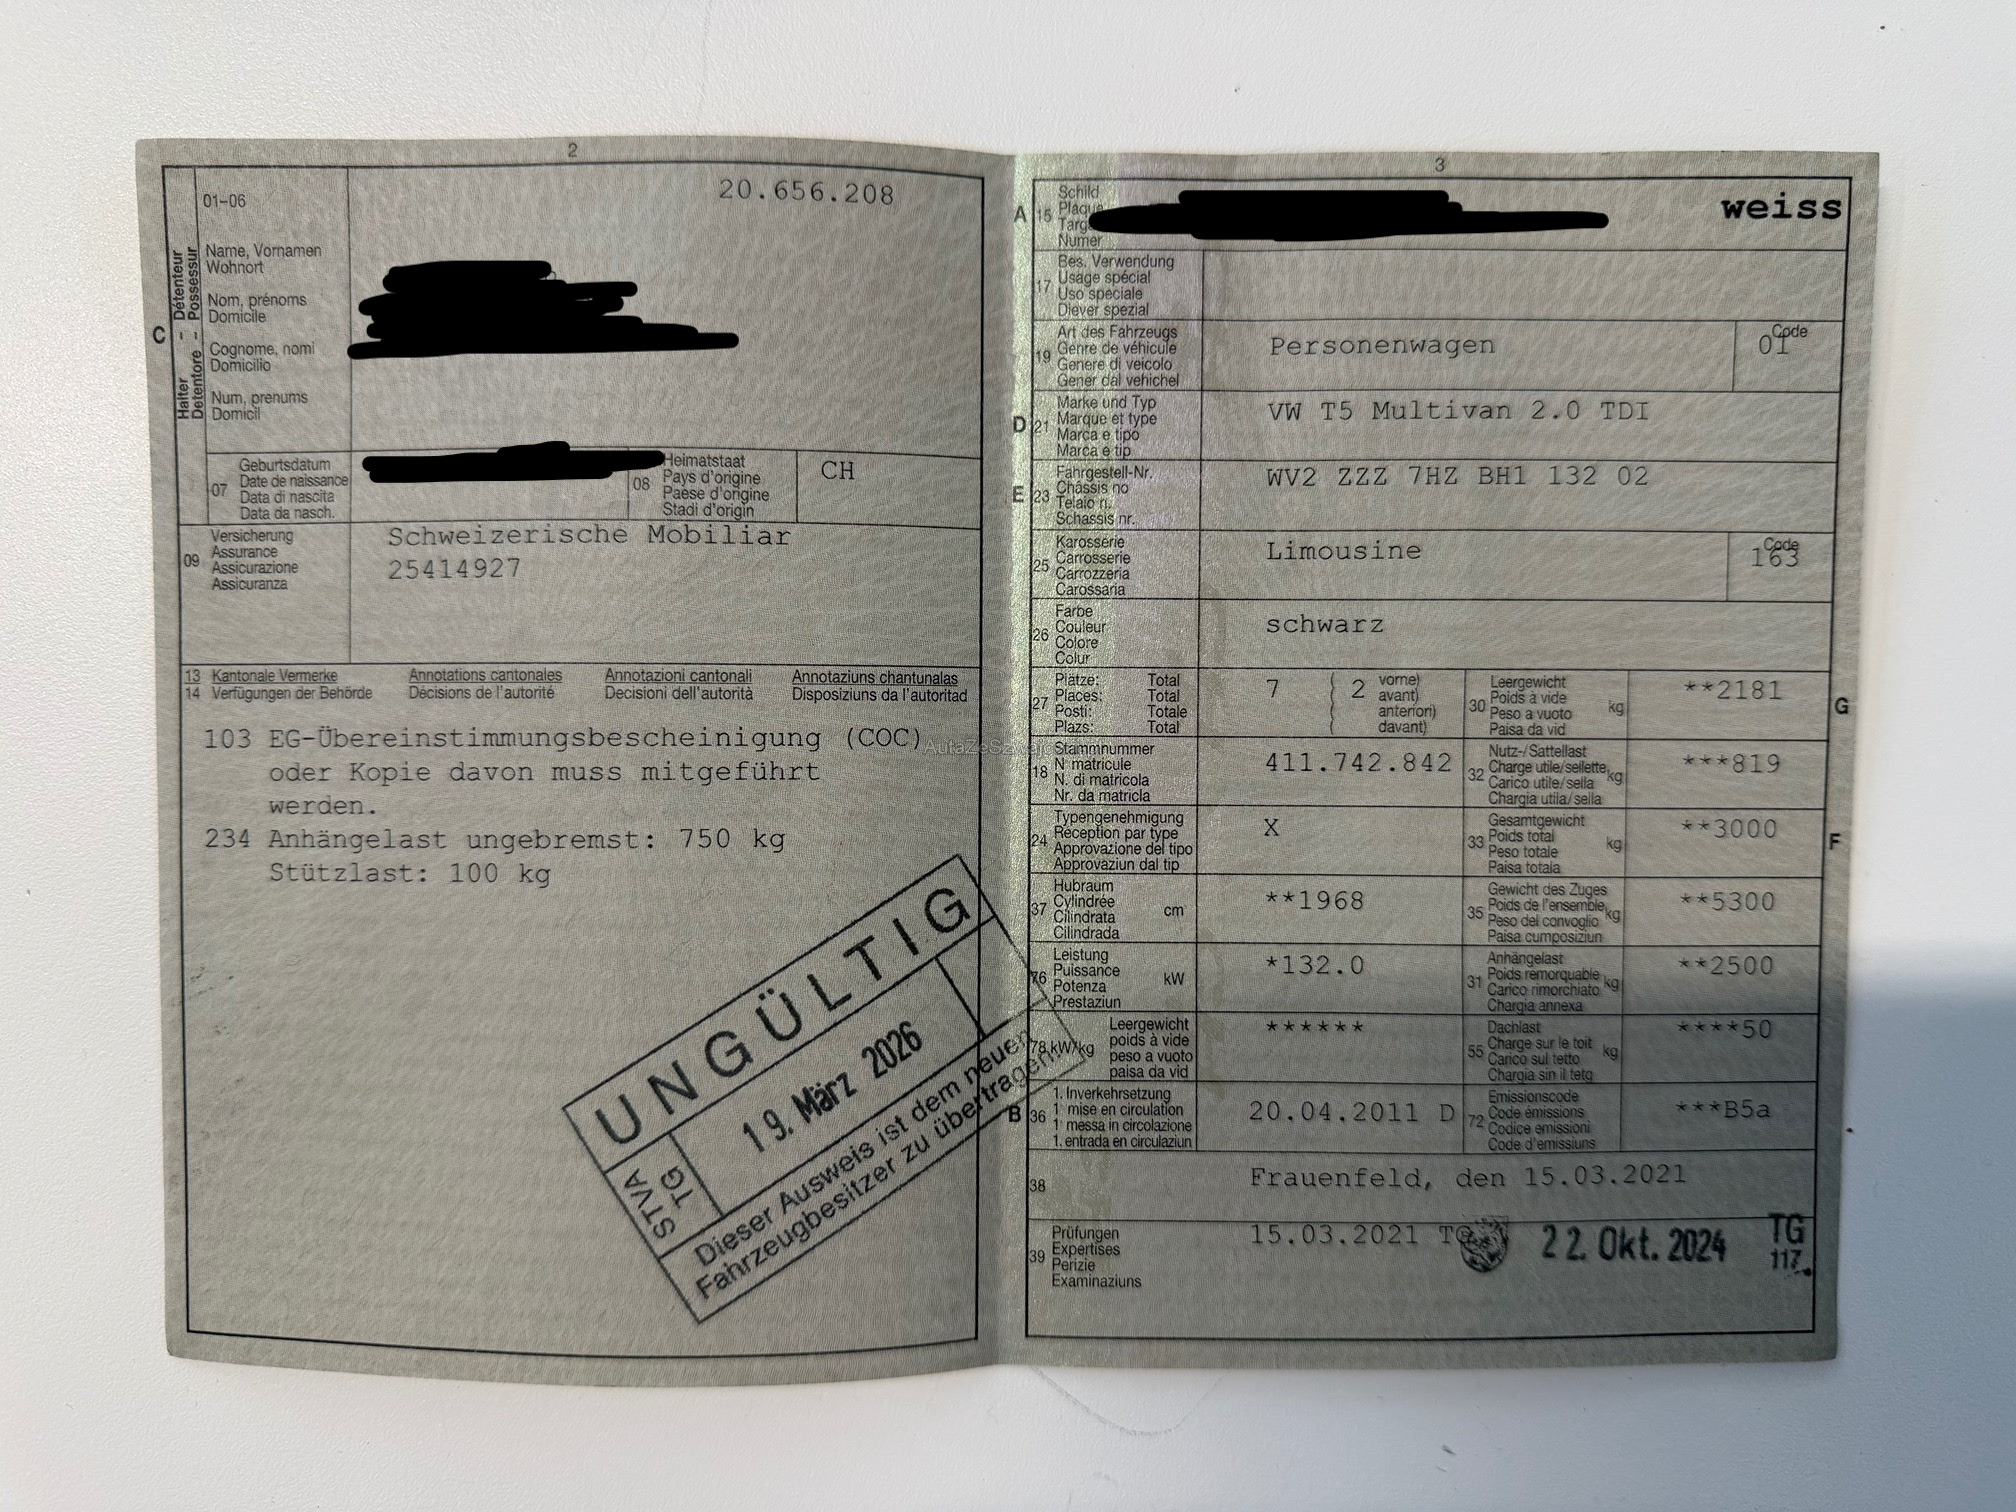 2
20.656.208
01-06
C
Halter – Détenteur
Detentore – Possessur
Name, Vornamen
Wohnort
Nom, prénoms
Domicile
Cognome, nomi
Domicilio
Num, prenums
Domicil
07
Geburtsdatum
Date de naissance
Data di nascita
Data da nasch.
08
Heimatstaat
Pays d'origine
Paese d'origine
Stadi d'origin
CH
09
Versicherung
Assurance
Assicurazione
Assicuranza
Schweizerische Mobiliar
25414927
13 Kantonale Vermerke Annotations cantonales Annotazioni cantonali Annotaziuns chantunalas
14 Verfügungen der Behörde Décisions de l'autorité Decisioni dell'autorità Disposiziuns da l'autoritad
103 EG-Übereinstimmungsbescheinigung (COC)
oder Kopie davon muss mitgeführt
werden.
234 Anhängelast ungebremst: 750 kg
Stützlast: 100 kg
UNGÜLTIG
STVA
TG
19. März 2026
Dieser Ausweis ist dem neuen
Fahrzeugbesitzer zu übertragen.
3
A
15
Schild
Plaque
Targa
Numer
weiss
17
Bes. Verwendung
Usage spécial
Uso speciale
Diever spezial
19
Art des Fahrzeugs
Genre de véhicule
Genere di veicolo
Gener dal vehichel
Personenwagen
Code
01
D
21
Marke und Typ
Marque et type
Marca e tipo
Marca e tip
VW T5 Multivan 2.0 TDI
E
23
Fahrgestell-Nr.
Châssis no
Telaio n.
Schassis nr.
WV2 ZZZ 7HZ BH1 132 02
25
Karosserie
Carrosserie
Carrozzeria
Carossaria
Limousine
Code
163
26
Farbe
Couleur
Colore
Colur
schwarz
27
Plätze: Total
Places: Total
Posti: Totale
Plazs: Total
7
( 2 vorne)
( avant)
( anteriori)
( davant)
30
Leergewicht
Poids à vide
Peso a vuoto
Paisa da vid
kg
**2181
G
18
Stammnummer
N° matricule
N. di matricola
Nr. da matricla
411.742.842
32
Nutz-/Sattellast
Charge utile/sellette
Carico utile/sella
Chargia utila/sella
kg
***819
24
Typengenehmigung
Réception par type
Approvazione del tipo
Approvaziun dal tip
X
33
Gesamtgewicht
Poids total
Peso totale
Paisa totala
kg
**3000
F
37
Hubraum
Cylindrée
Cilindrata
Cilindrada
cm
**1968
35
Gewicht des Zuges
Poids de l'ensemble
Peso del convoglio
Paisa cumposiziun
kg
**5300
76
Leistung
Puissance
Potenza
Prestaziun
kW
*132.0
31
Anhängelast
Poids remorquable
Carico rimorchiato
Chargia annexa
kg
**2500
78 kW/kg
Leergewicht
poids à vide
peso a vuoto
paisa da vid
******
55
Dachlast
Charge sur le toit
Carico sul tetto
Chargia sin il tetg
kg
****50
B
36
1. Inverkehrsetzung
1' mise en circulation
1' messa in circolazione
1. entrada en circulaziun
20.04.2011 D
72
Emissionscode
Code émissions
Codice emissioni
Code d'emissiuns
***B5a
38
Frauenfeld, den 15.03.2021
39
Prüfungen
Expertises
Perizie
Examinaziuns
15.03.2021 TG
22. Okt. 2024
TG
117